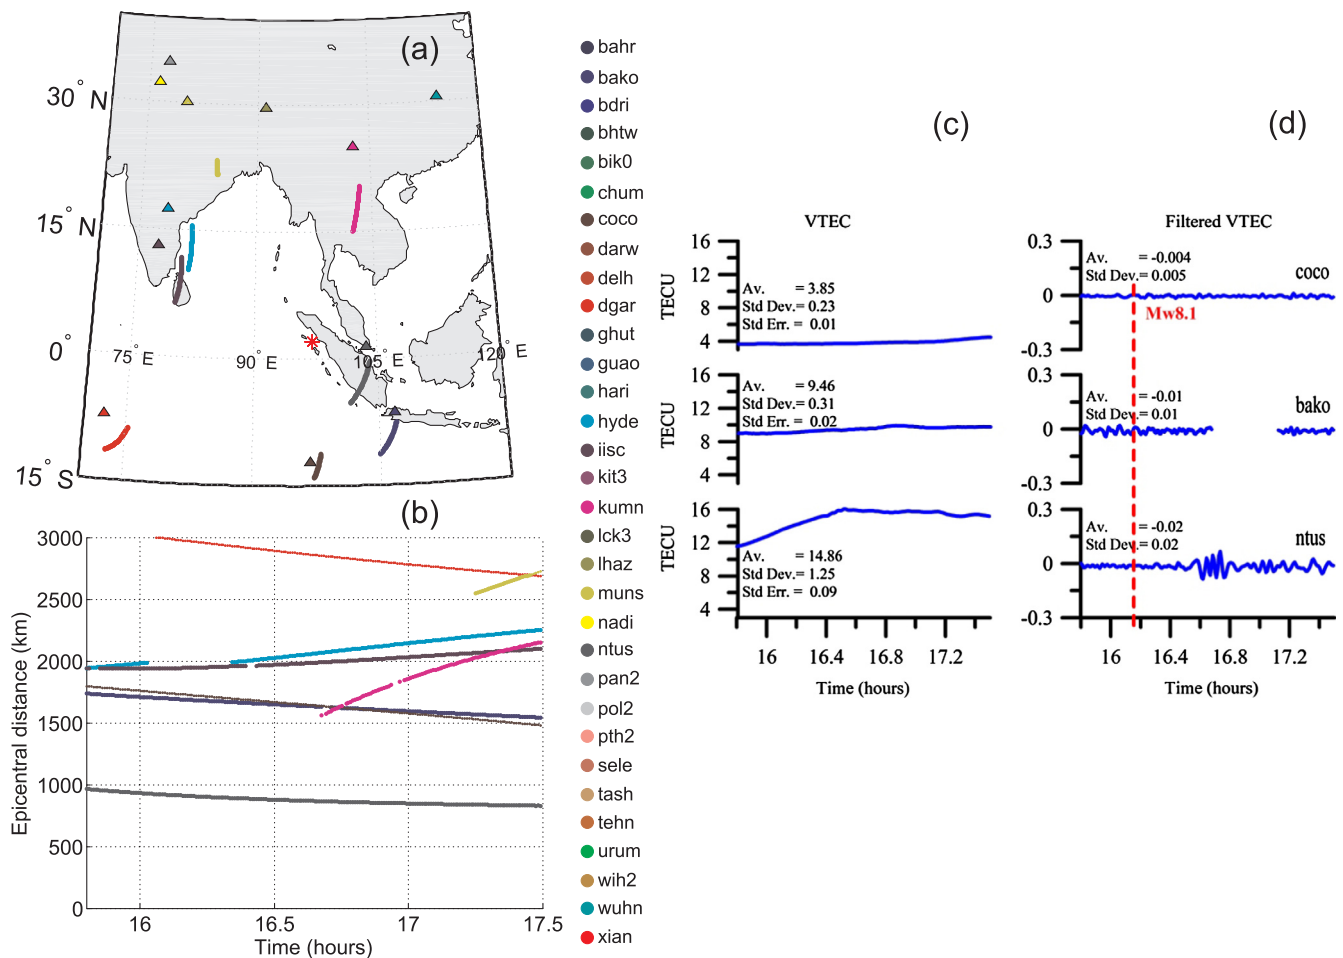 (a)
30° N
15° N
0°
15° S
75° E
90° E
105° E
120° E
(b)
3000
2500
2000
1500
1000
500
0
Epicentral distance (km)
16
16.5
17
17.5
Time (hours)
bahr
bako
bdri
bhtw
bik0
chum
coco
darw
delh
dgar
ghut
guao
hari
hyde
iisc
kit3
kumn
lck3
lhaz
muns
nadi
ntus
pan2
pol2
pth2
sele
tash
tehn
urum
wih2
wuhn
xian
(c)
VTEC
16
12
8
4
TECU
Av. = 3.85
Std Dev.= 0.23
Std Err. = 0.01
16
12
8
4
TECU
Av. = 9.46
Std Dev.= 0.31
Std Err. = 0.02
16
12
8
4
TECU
Av. = 14.86
Std Dev.= 1.25
Std Err. = 0.09
16
16.4
16.8
17.2
Time (hours)
(d)
Filtered VTEC
0.3
0
-0.3
Av. = -0.004
Std Dev.= 0.005
coco
Mw8.1
0.3
0
-0.3
Av. = -0.01
Std Dev.= 0.01
bako
0.3
0
-0.3
Av. = -0.02
Std Dev.= 0.02
ntus
16
16.4
16.8
17.2
Time (hours)